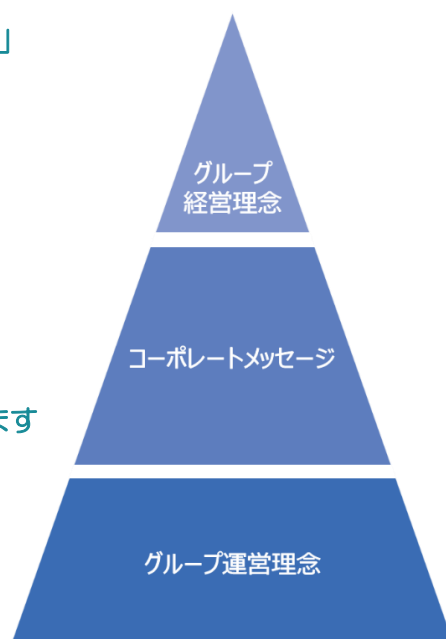 」
グループ
経営理念
コーポレートメッセージ
ます
グループ運営理念